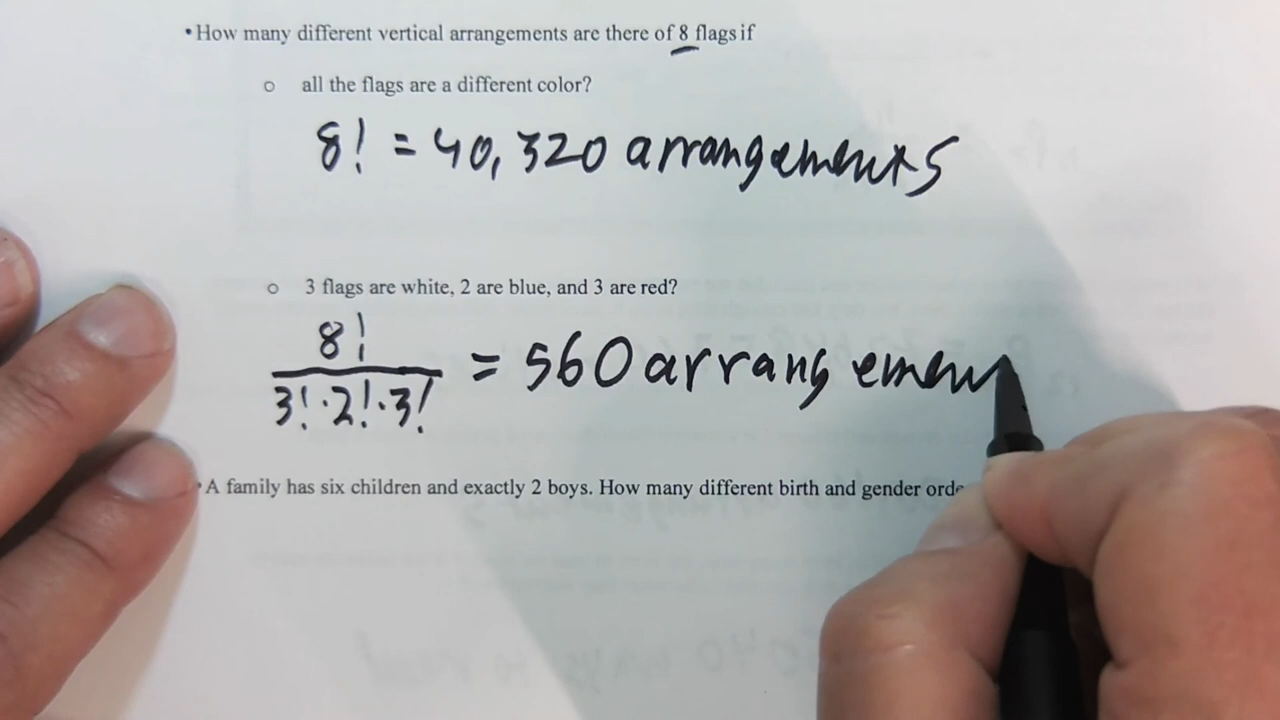 •How many different vertical arrangements are there of 8 flags if
o all the flags are a different color?
8! = 40,320 arrangements
o 3 flags are white, 2 are blue, and 3 are red?
8!
3!·2!·3! = 560 arrangemen
• A family has six children and exactly 2 boys. How many different birth and gender orde